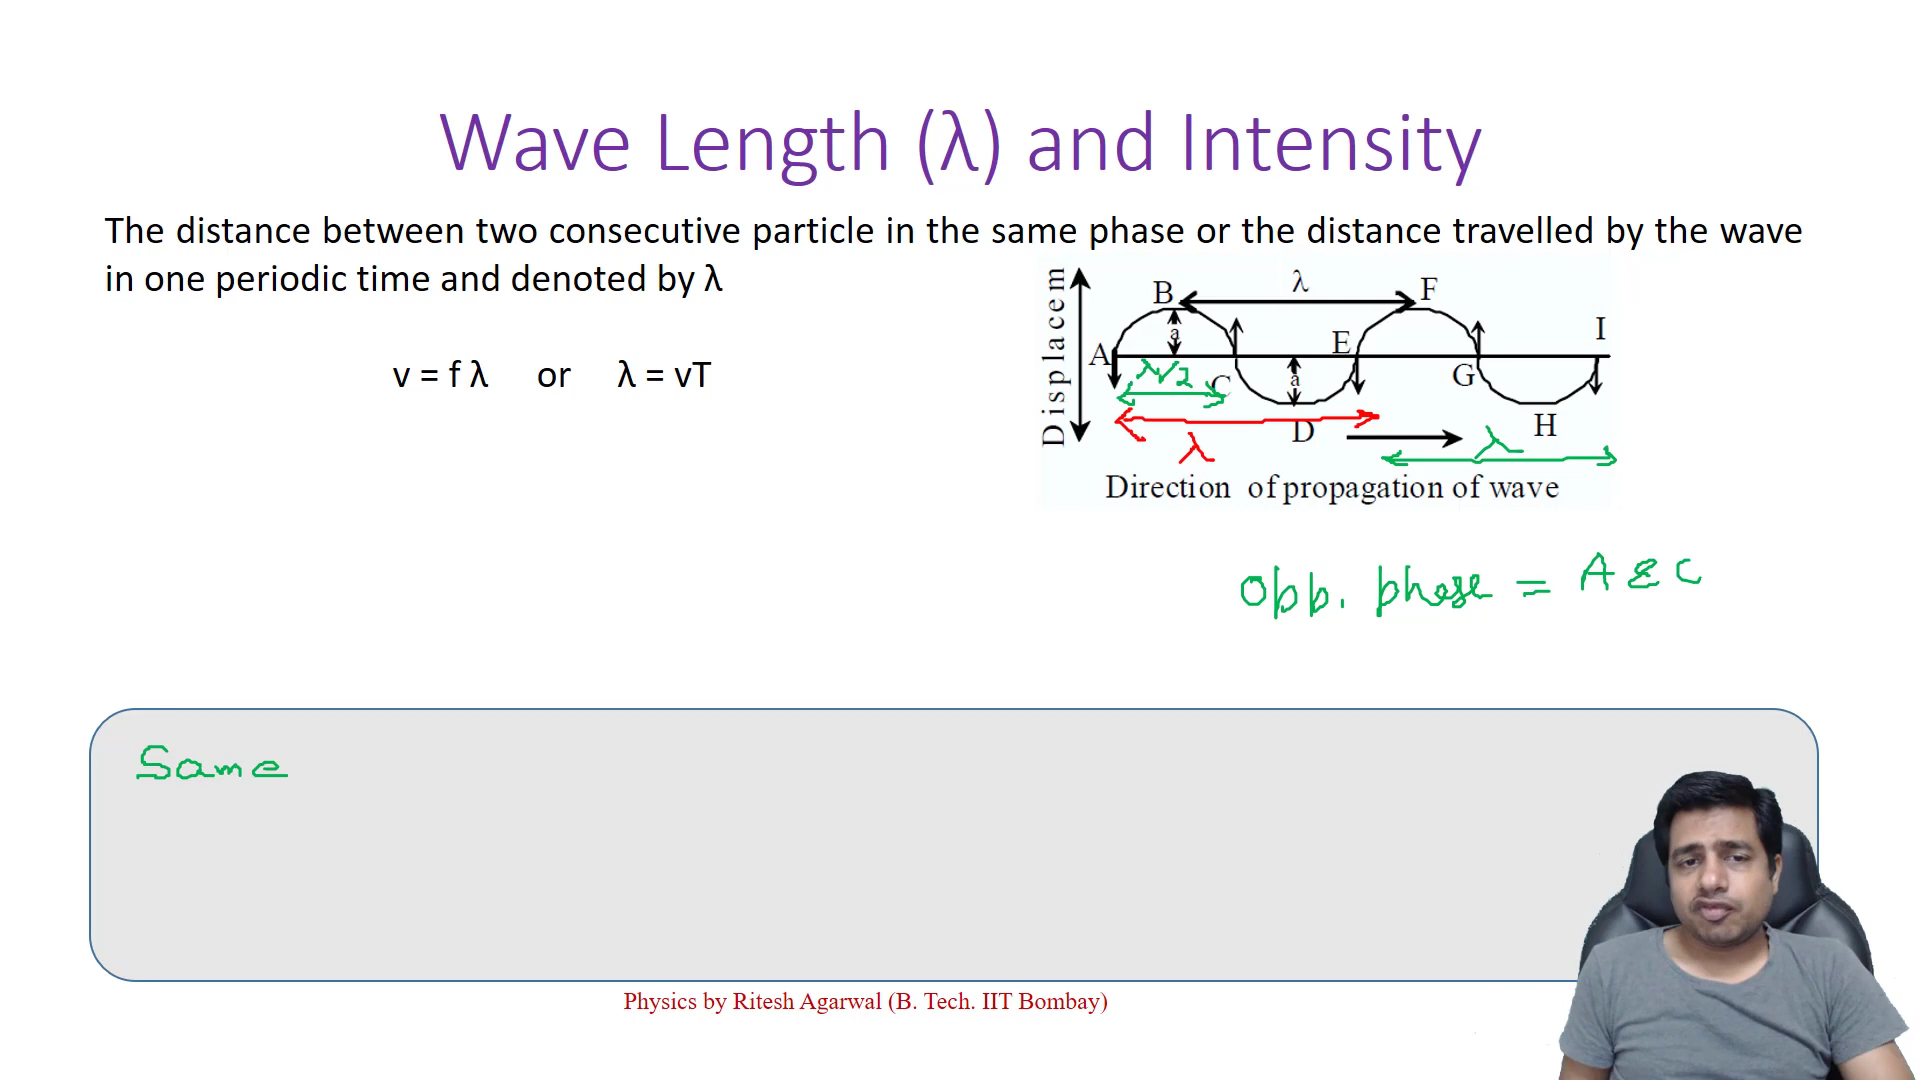 Wave Length (λ) and Intensity
The distance between two consecutive particle in the same phase or the distance travelled by the wave
in one periodic time and denoted by λ
v = f λ or λ = vT
Displacem
B λ F
a
A E I
λ/2 C a G
D H
λ λ
Direction of propagation of wave
Opp. phase = A & C
Same
Physics by Ritesh Agarwal (B. Tech. IIT Bombay)